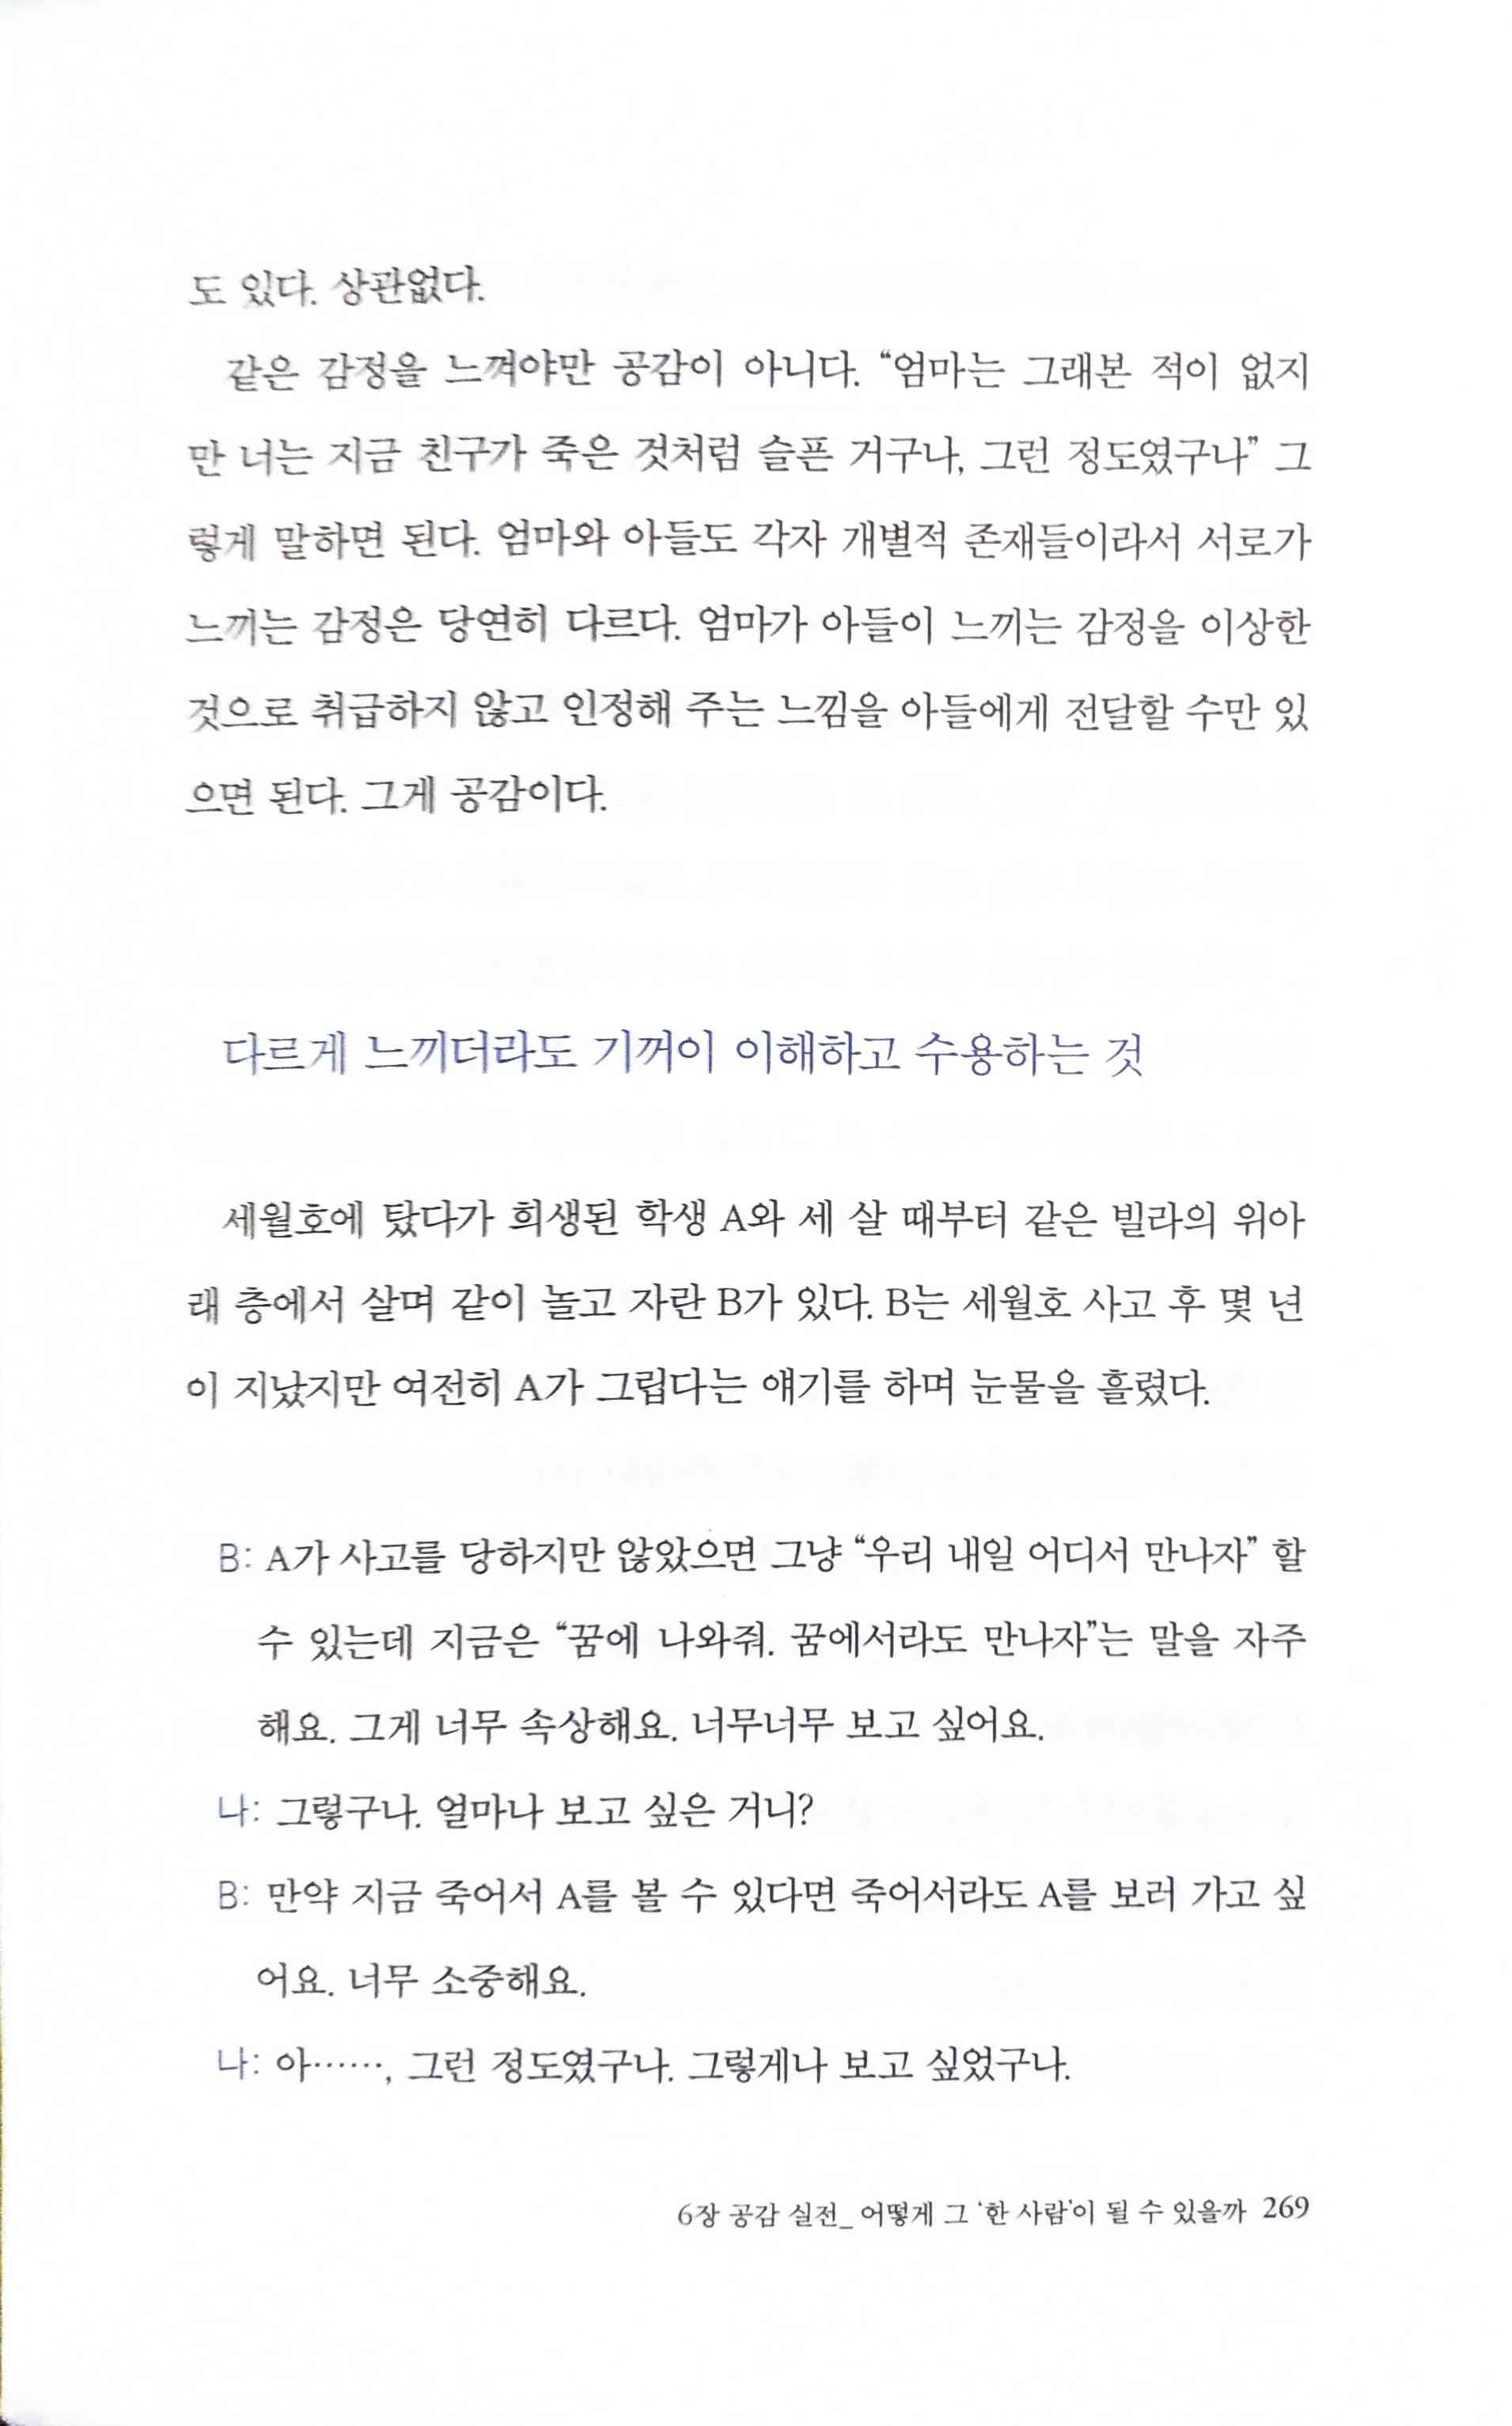 도 있다. 상관없다.
같은 감정을 느껴야만 공감이 아니다. “엄마는 그래본 적이 없지
만 너는 지금 친구가 죽은 것처럼 슬픈 거구나, 그런 정도였구나” 그
렇게 말하면 된다. 엄마와 아들도 각자 개별적 존재들이라서 서로가
느끼는 감정은 당연히 다르다. 엄마가 아들이 느끼는 감정을 이상한
것으로 취급하지 않고 인정해 주는 느낌을 아들에게 전달할 수만 있
으면 된다. 그게 공감이다.
다르게 느끼더라도 기꺼이 이해하고 수용하는 것
세월호에 탔다가 희생된 학생 A와 세 살 때부터 같은 빌라의 위아
래 층에서 살며 같이 놀고 자란 B가 있다. B는 세월호 사고 후 몇 년
이 지났지만 여전히 A가 그립다는 얘기를 하며 눈물을 흘렸다.
B: A가 사고를 당하지만 않았으면 그냥 “우리 내일 어디서 만나자” 할
수 있는데 지금은 “꿈에 나와줘. 꿈에서라도 만나자”는 말을 자주
해요. 그게 너무 속상해요. 너무너무 보고 싶어요.
나: 그렇구나. 얼마나 보고 싶은 거니?
B: 만약 지금 죽어서 A를 볼 수 있다면 죽어서라도 A를 보러 가고 싶
어요. 너무 소중해요.
나: 아……, 그런 정도였구나. 그렇게나 보고 싶었구나.
6장 공감 실전_ 어떻게 그 ‘한 사람’이 될 수 있을까 269